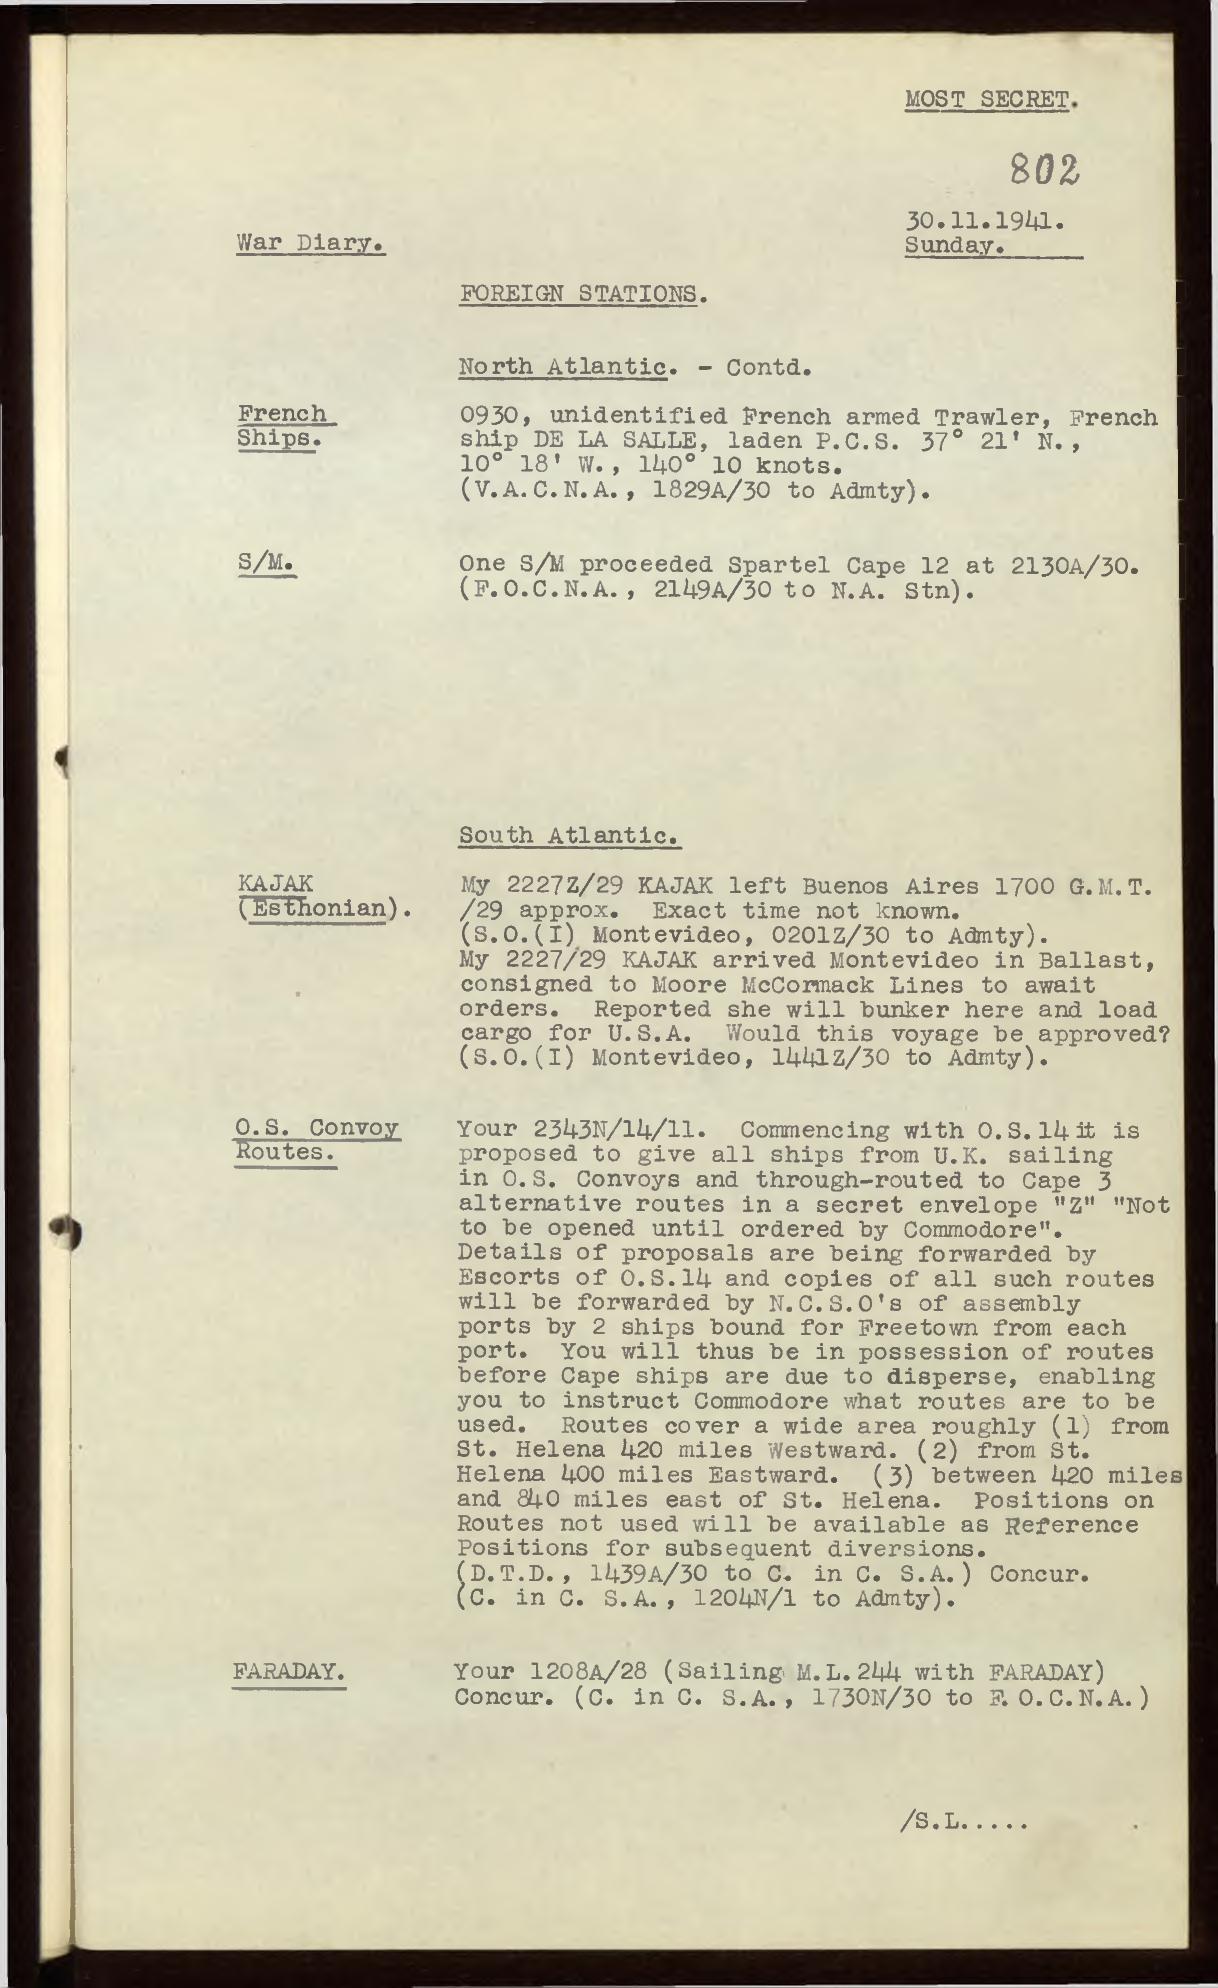 MOST SECRET.
802
30.11.1941.
War Diary.
Sunday.
FOREIGN STATIONS.
North Atlantic. - Contd.
French
Ships.
0930, unidentified French armed Trawler, French
ship DE LA SALLE, laden P.C.S. 37° 21' N.,
10° 18' W., 140° 10 knots.
(V.A.C.N.A., 1829A/30 to Admty).
S/M.
One S/M proceeded Spartel Cape 12 at 2130A/30.
(F.O.C.N.A., 2149A/30 to N.A. Stn).
South Atlantic.
KAJAK
(Esthonian).
My 2227Z/29 KAJAK left Buenos Aires 1700 G.M.T.
/29 approx. Exact time not known.
(S.O.(I) Montevideo, 0201Z/30 to Admty).
My 2227/29 KAJAK arrived Montevideo in Ballast,
consigned to Moore McCormack Lines to await
orders. Reported she will bunker here and load
cargo for U.S.A. Would this voyage be approved?
(S.O.(I) Montevideo, 1441Z/30 to Admty).
O.S. Convoy
Routes.
Your 2343N/14/11. Commencing with O.S.14 it is
proposed to give all ships from U.K. sailing
in O.S. Convoys and through-routed to Cape 3
alternative routes in a secret envelope "Z" "Not
to be opened until ordered by Commodore".
Details of proposals are being forwarded by
Escorts of O.S.14 and copies of all such routes
will be forwarded by N.C.S.O's of assembly
ports by 2 ships bound for Freetown from each
port. You will thus be in possession of routes
before Cape ships are due to disperse, enabling
you to instruct Commodore what routes are to be
used. Routes cover a wide area roughly (1) from
St. Helena 420 miles Westward. (2) from St.
Helena 400 miles Eastward. (3) between 420 miles
and 840 miles east of St. Helena. Positions on
Routes not used will be available as Reference
Positions for subsequent diversions.
(D.T.D., 1439A/30 to C. in C. S.A.) Concur.
(C. in C. S.A., 1204N/1 to Admty).
FARADAY.
Your 1208A/28 (Sailing M.L.244 with FARADAY)
Concur. (C. in C. S.A., 1730N/30 to F.O.C.N.A.)
/S.L.....